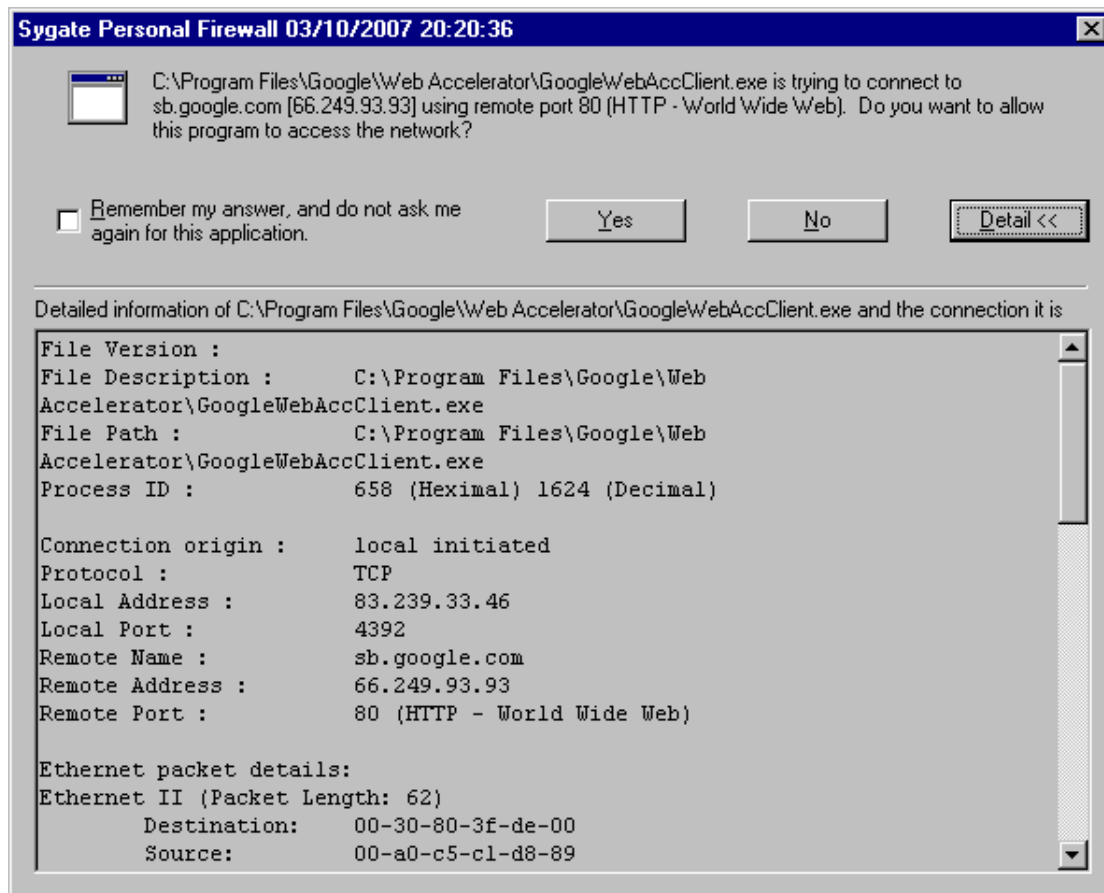 Sygate Personal Firewall 03/10/2007 20:20:36
C:\Program Files\Google\Web Accelerator\GoogleWebAccClient.exe is trying to connect to
sb.google.com [66.249.93.93] using remote port 80 (HTTP - World Wide Web).  Do you want to allow
this program to access the network?
Remember my answer, and do not ask me
again for this application.
Yes
No
Detail <<
Detailed information of C:\Program Files\Google\Web Accelerator\GoogleWebAccClient.exe and the connection it is
File Version :
File Description :      C:\Program Files\Google\Web
Accelerator\GoogleWebAccClient.exe
File Path :             C:\Program Files\Google\Web
Accelerator\GoogleWebAccClient.exe
Process ID :            658 (Heximal) 1624 (Decimal)
Connection origin :     local initiated
Protocol :              TCP
Local Address :         83.239.33.46
Local Port :            4392
Remote Name :           sb.google.com
Remote Address :        66.249.93.93
Remote Port :           80 (HTTP - World Wide Web)
Ethernet packet details:
Ethernet II (Packet Length: 62)
Destination:    00-30-80-3f-de-00
Source:         00-a0-c5-c1-d8-89